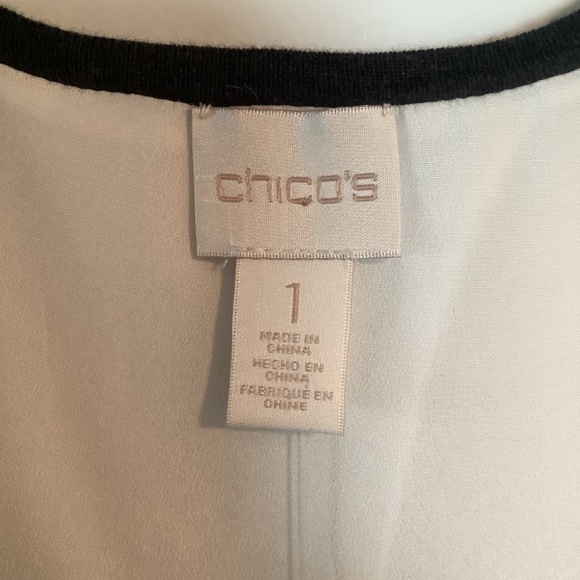 chico's
1
MADE IN
CHINA
HECHO EN
CHINA
FABRIQUÉ EN
CHINE